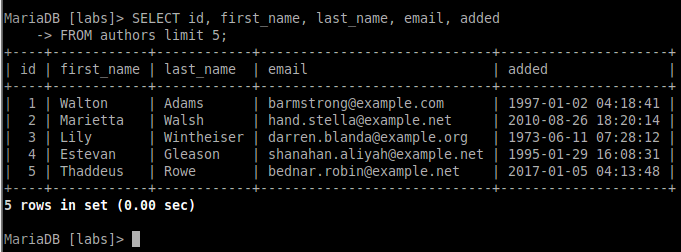 MariaDB [labs]> SELECT id, first_name, last_name, email, added
    -> FROM authors limit 5;
+----+------------+------------+----------------------------+---------------------+
| id | first_name | last_name  | email                      | added               |
+----+------------+------------+----------------------------+---------------------+
|  1 | Walton     | Adams      | barmstrong@example.com     | 1997-01-02 04:18:41 |
|  2 | Marietta   | Walsh      | hand.stella@example.net    | 2010-08-26 18:20:14 |
|  3 | Lily       | Wintheiser | darren.blanda@example.org  | 1973-06-11 07:28:12 |
|  4 | Estevan    | Gleason    | shanahan.aliyah@example.net | 1995-01-29 16:08:31 |
|  5 | Thaddeus   | Rowe       | bednar.robin@example.net   | 2017-01-05 04:13:48 |
+----+------------+------------+----------------------------+---------------------+
5 rows in set (0.00 sec)
MariaDB [labs]>